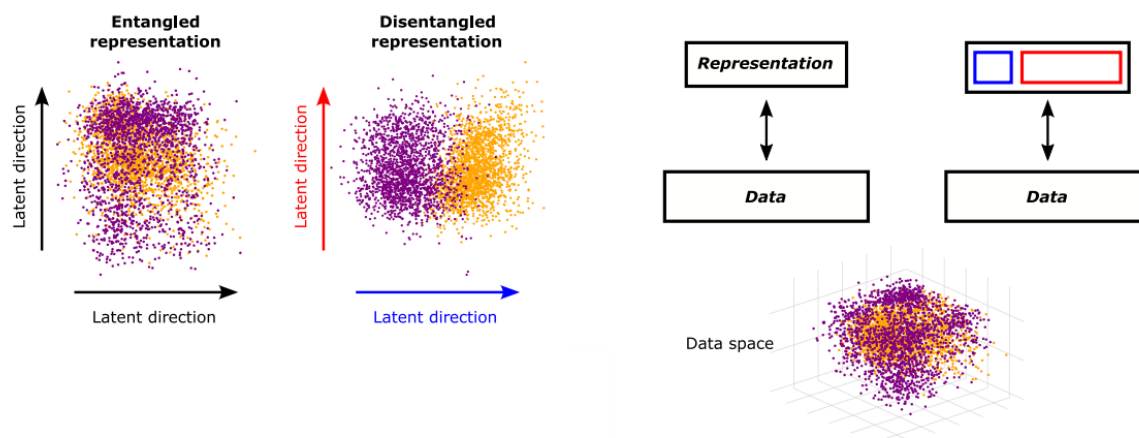 Entangled
representation
Disentangled
representation
Latent direction
Latent direction
Latent direction
Latent direction
Representation
Data
Data
Data space